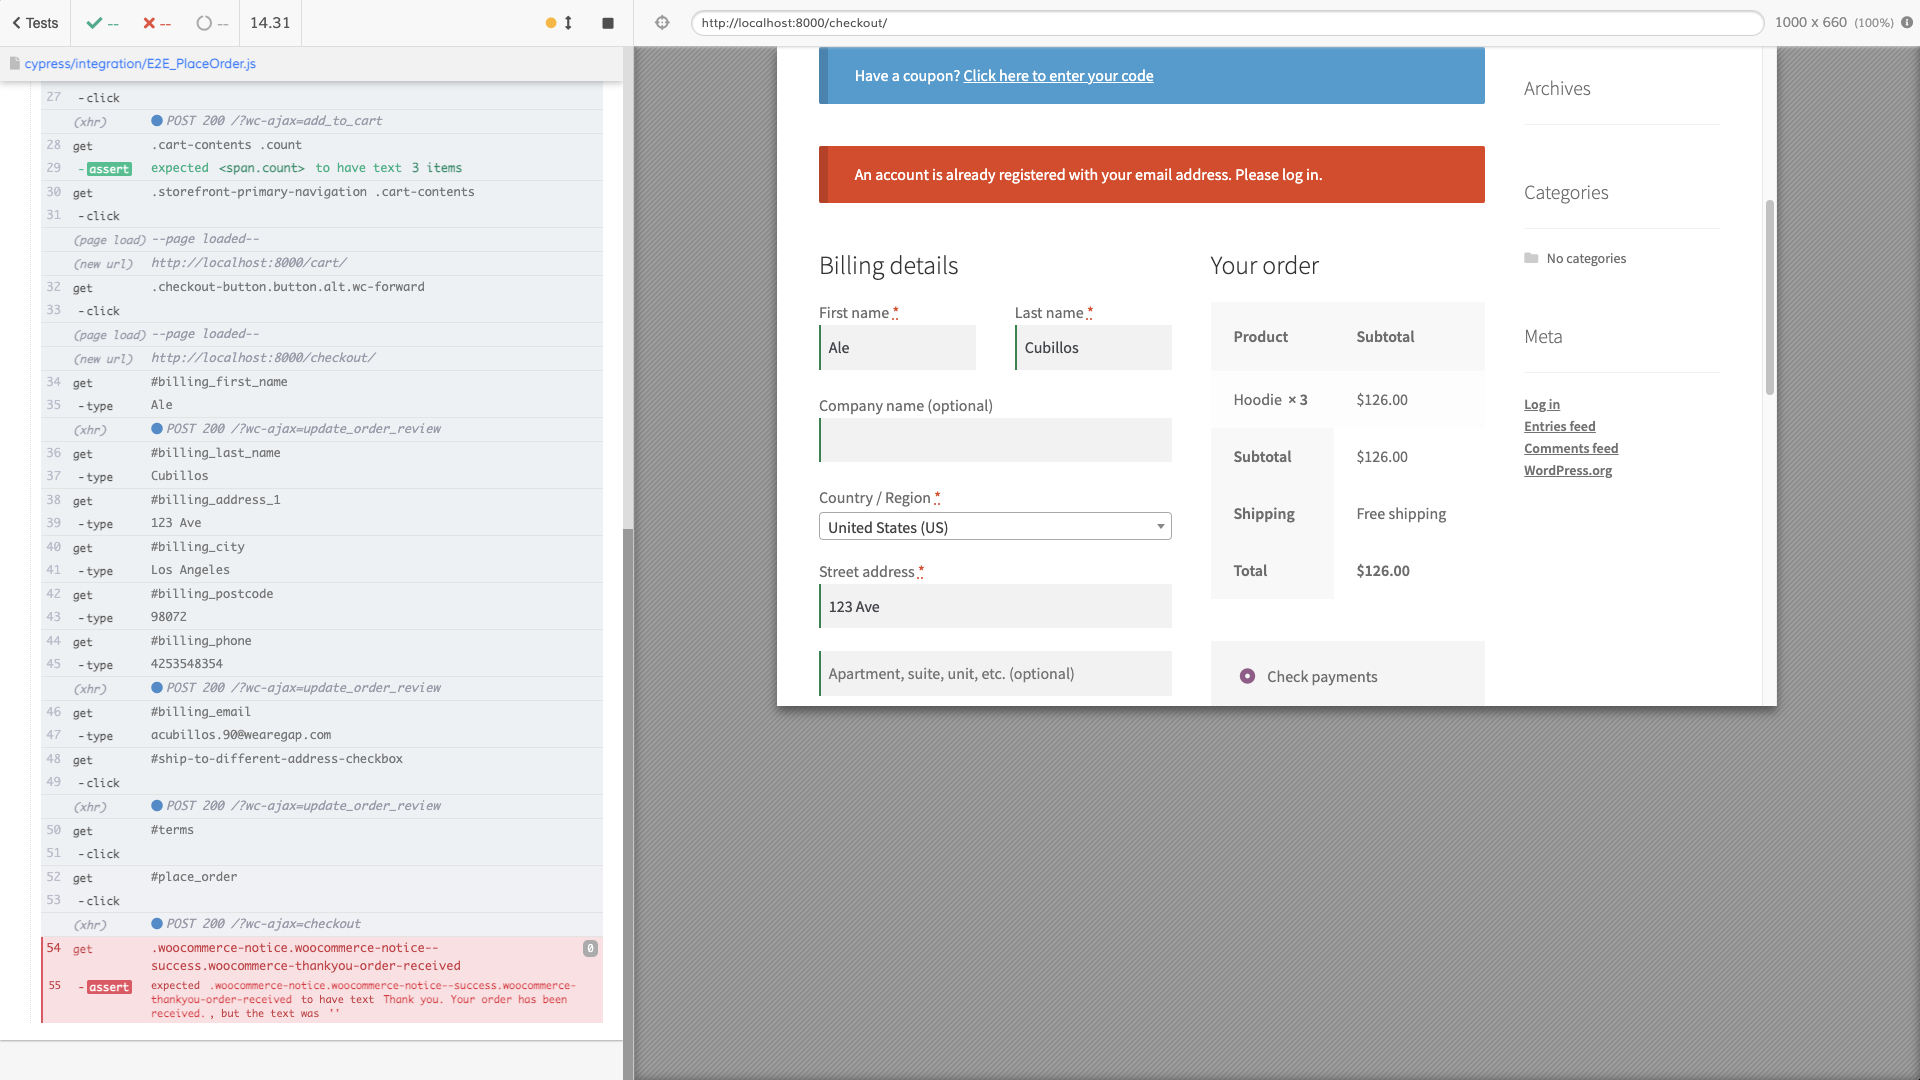 Tests
--
--
--
14.31
http://localhost:8000/checkout/
1000 x 660 (100%)
cypress/integration/E2E_PlaceOrder.js
27 - click
(xhr) POST 200 /?wc-ajax=add_to_cart
28 get .cart-contents .count
29 - assert expected <span.count> to have text 3 items
30 get .storefront-primary-navigation .cart-contents
31 - click
(page load) --page loaded--
(new url) http://localhost:8000/cart/
32 get .checkout-button.button.alt.wc-forward
33 - click
(page load) --page loaded--
(new url) http://localhost:8000/checkout/
34 get #billing_first_name
35 - type Ale
(xhr) POST 200 /?wc-ajax=update_order_review
36 get #billing_last_name
37 - type Cubillos
38 get #billing_address_1
39 - type 123 Ave
40 get #billing_city
41 - type Los Angeles
42 get #billing_postcode
43 - type 98072
44 get #billing_phone
45 - type 4253548354
(xhr) POST 200 /?wc-ajax=update_order_review
46 get #billing_email
47 - type acubillos.90@wearegap.com
48 get #ship-to-different-address-checkbox
49 - click
(xhr) POST 200 /?wc-ajax=update_order_review
50 get #terms
51 - click
52 get #place_order
53 - click
(xhr) POST 200 /?wc-ajax=checkout
54 get .woocommerce-notice.woocommerce-notice-- 0
success.woocommerce-thankyou-order-received
55 - assert expected .woocommerce-notice.woocommerce-notice--success.woocommerce-
thankyou-order-received to have text Thank you. Your order has been
received. , but the text was ''
Have a coupon? Click here to enter your code
An account is already registered with your email address. Please log in.
Billing details
First name *
Last name *
Ale
Cubillos
Company name (optional)
Country / Region *
United States (US)
Street address *
123 Ave
Apartment, suite, unit, etc. (optional)
Your order
Product Subtotal
Hoodie × 3 $126.00
Subtotal $126.00
Shipping Free shipping
Total $126.00
Check payments
Archives
Categories
No categories
Meta
Log in
Entries feed
Comments feed
WordPress.org